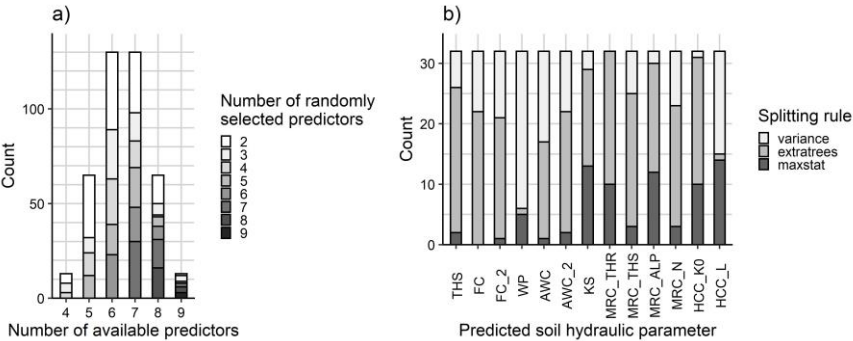 a)
Count
100
50
0
4 5 6 7 8 9
Number of available predictors
Number of randomly
selected predictors
2
3
4
5
6
7
8
9
b)
Count
30
20
10
0
THS
FC
FC_2
WP
AWC
AWC_2
KS
MRC_THR
MRC_THS
MRC_ALP
MRC_N
HCC_K0
HCC_L
Predicted soil hydraulic parameter
Splitting rule
variance
extratrees
maxstat